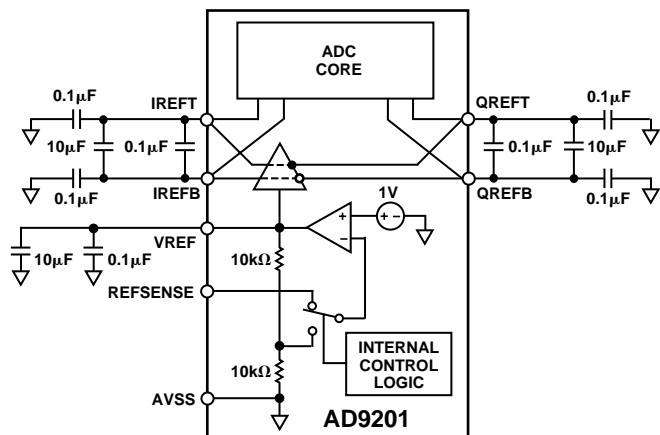 ADC
CORE
0.1μF
IREFT
QREFT
0.1μF
10μF
0.1μF
0.1μF
10μF
IREFB
QREFB
0.1μF
0.1μF
1V
+
–
+ –
VREF
10μF
0.1μF
10kΩ
REFSENSE
INTERNAL
CONTROL
LOGIC
10kΩ
AVSS
AD9201